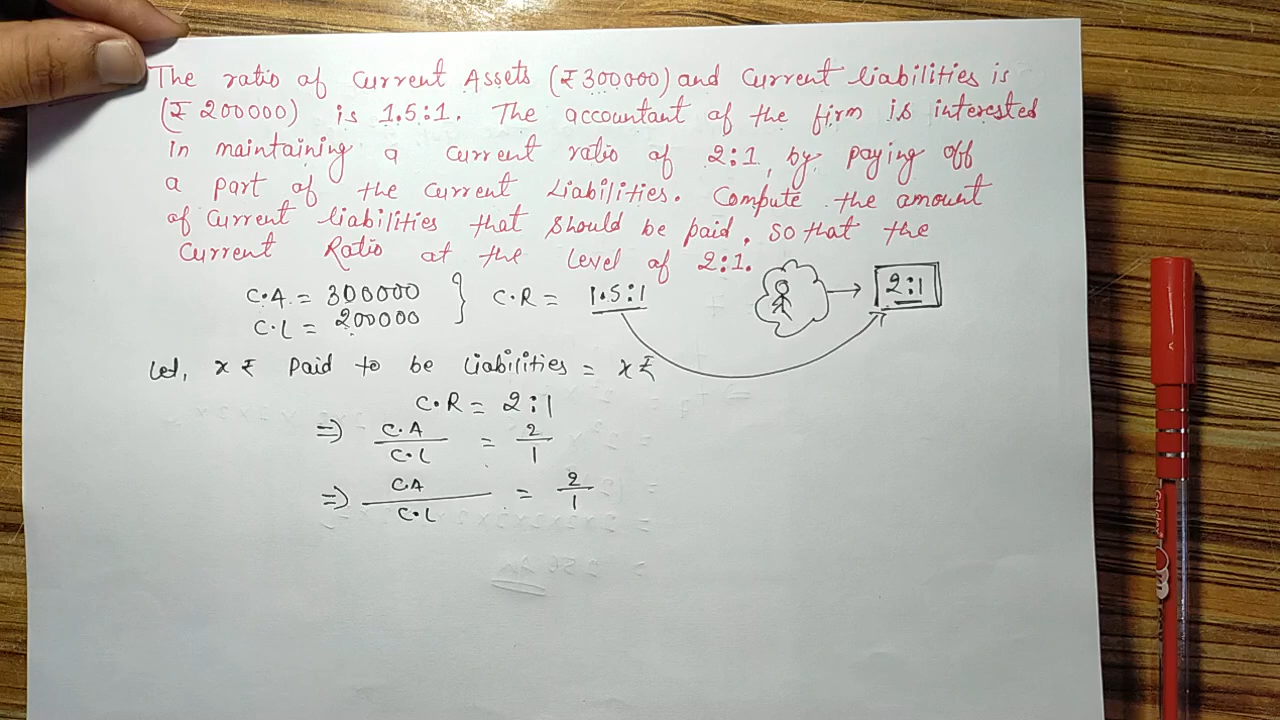 The ratio of Current Assets (₹ 300000) and Current liabilities is
(₹ 200000) is 1.5:1. The accountant of the firm is interested
in maintaining a current ratio of 2:1, by paying off
a part of the current Liabilities. Compute the amount
of current liabilities that should be paid, so that the
Current Ratio at the level of 2:1.
C.A. = 300000 } C.R = 1.5:1 → 2:1
C.L = 200000
Let, x ₹ Paid to be Liabilities = x ₹
C.R = 2:1
=> C.A / C.L = 2 / 1
=> C.A / C.L = 2 / 1